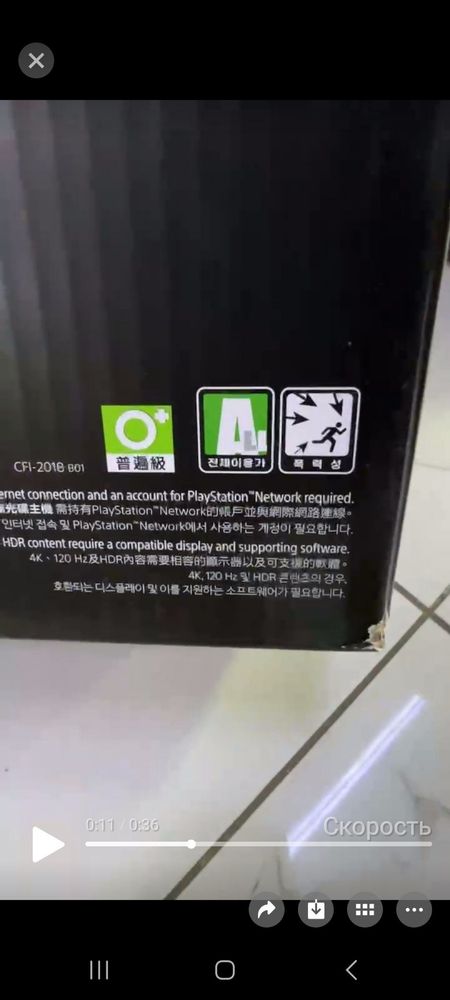 普遍級
A
전체이용가
폭력성
CFI-2018 B01
ernet connection and an account for PlayStation™Network required.
光碟主機 需持有PlayStation™Network的帳戶並與網際網路連線。
인터넷 접속 및 PlayStation™Network에서 사용하는 계정이 필요합니다.
HDR content require a compatible display and supporting software.
4K、120 Hz及HDR內容需要相容的顯示器以及可支援的軟體。
4K, 120 Hz 및 HDR 콘텐츠의 경우,
호환되는 디스플레이 및 이를 지원하는 소프트웨어가 필요합니다.
0:11 / 0:36
Скорость